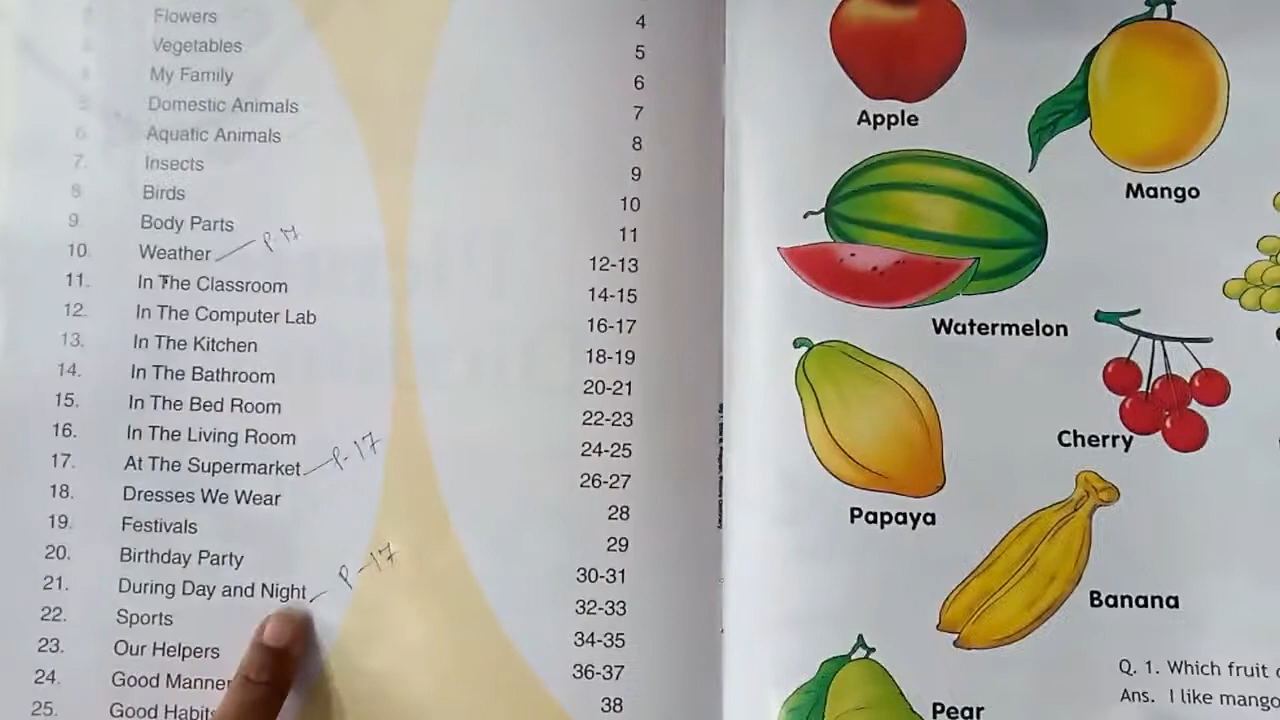 Flowers 4
Vegetables 5
My Family 6
5. Domestic Animals 7
6. Aquatic Animals 8
7. Insects 9
8. Birds 10
9. Body Parts 11
10. Weather P-17 12-13
11. In The Classroom 14-15
12. In The Computer Lab 16-17
13. In The Kitchen 18-19
14. In The Bathroom 20-21
15. In The Bed Room 22-23
16. In The Living Room 24-25
17. At The Supermarket P-17 26-27
18. Dresses We Wear 28
19. Festivals 29
20. Birthday Party 30-31
21. During Day and Night P-17 32-33
22. Sports 34-35
23. Our Helpers 36-37
24. Good Manner 38
25. Good Habits
Apple
Mango
Watermelon
Cherry
Papaya
Banana
Pear
Q. 1. Which fruit
Ans. I like mango